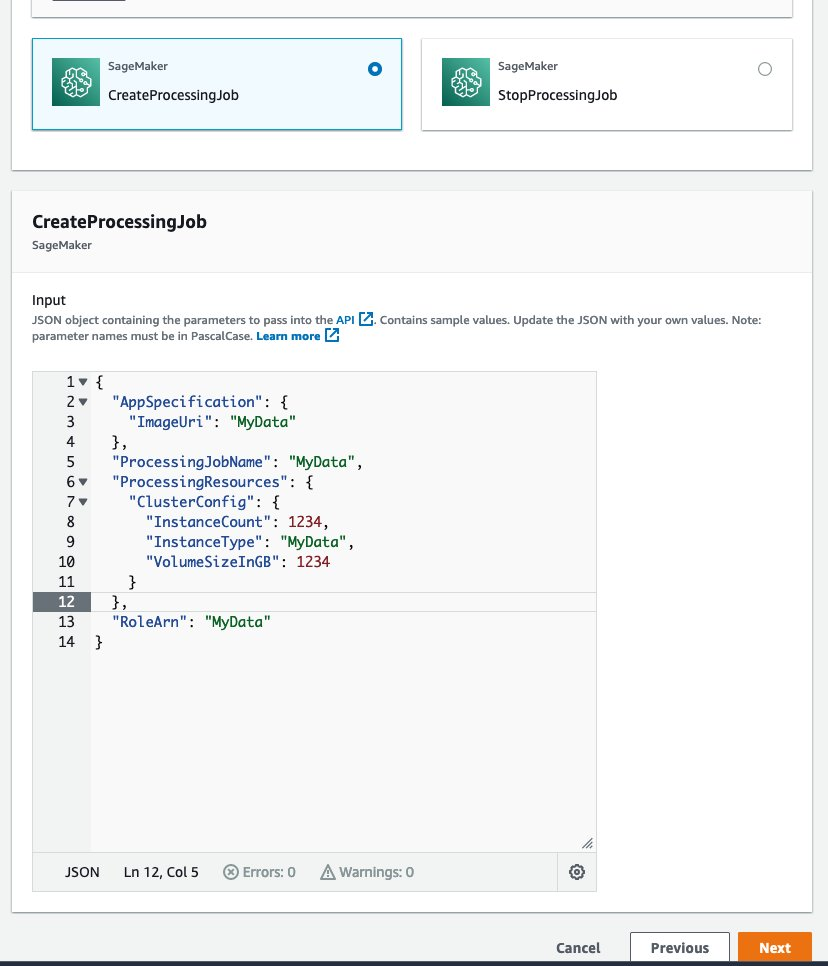 SageMaker
CreateProcessingJob
SageMaker
StopProcessingJob
CreateProcessingJob
SageMaker
Input
JSON object containing the parameters to pass into the API . Contains sample values. Update the JSON with your own values. Note:
parameter names must be in PascalCase. Learn more
1 {
2 "AppSpecification": {
3 "ImageUri": "MyData"
4 },
5 "ProcessingJobName": "MyData",
6 "ProcessingResources": {
7 "ClusterConfig": {
8 "InstanceCount": 1234,
9 "InstanceType": "MyData",
10 "VolumeSizeInGB": 1234
11 }
12 },
13 "RoleArn": "MyData"
14 }
JSON Ln 12, Col 5 Errors: 0 Warnings: 0
Cancel Previous Next